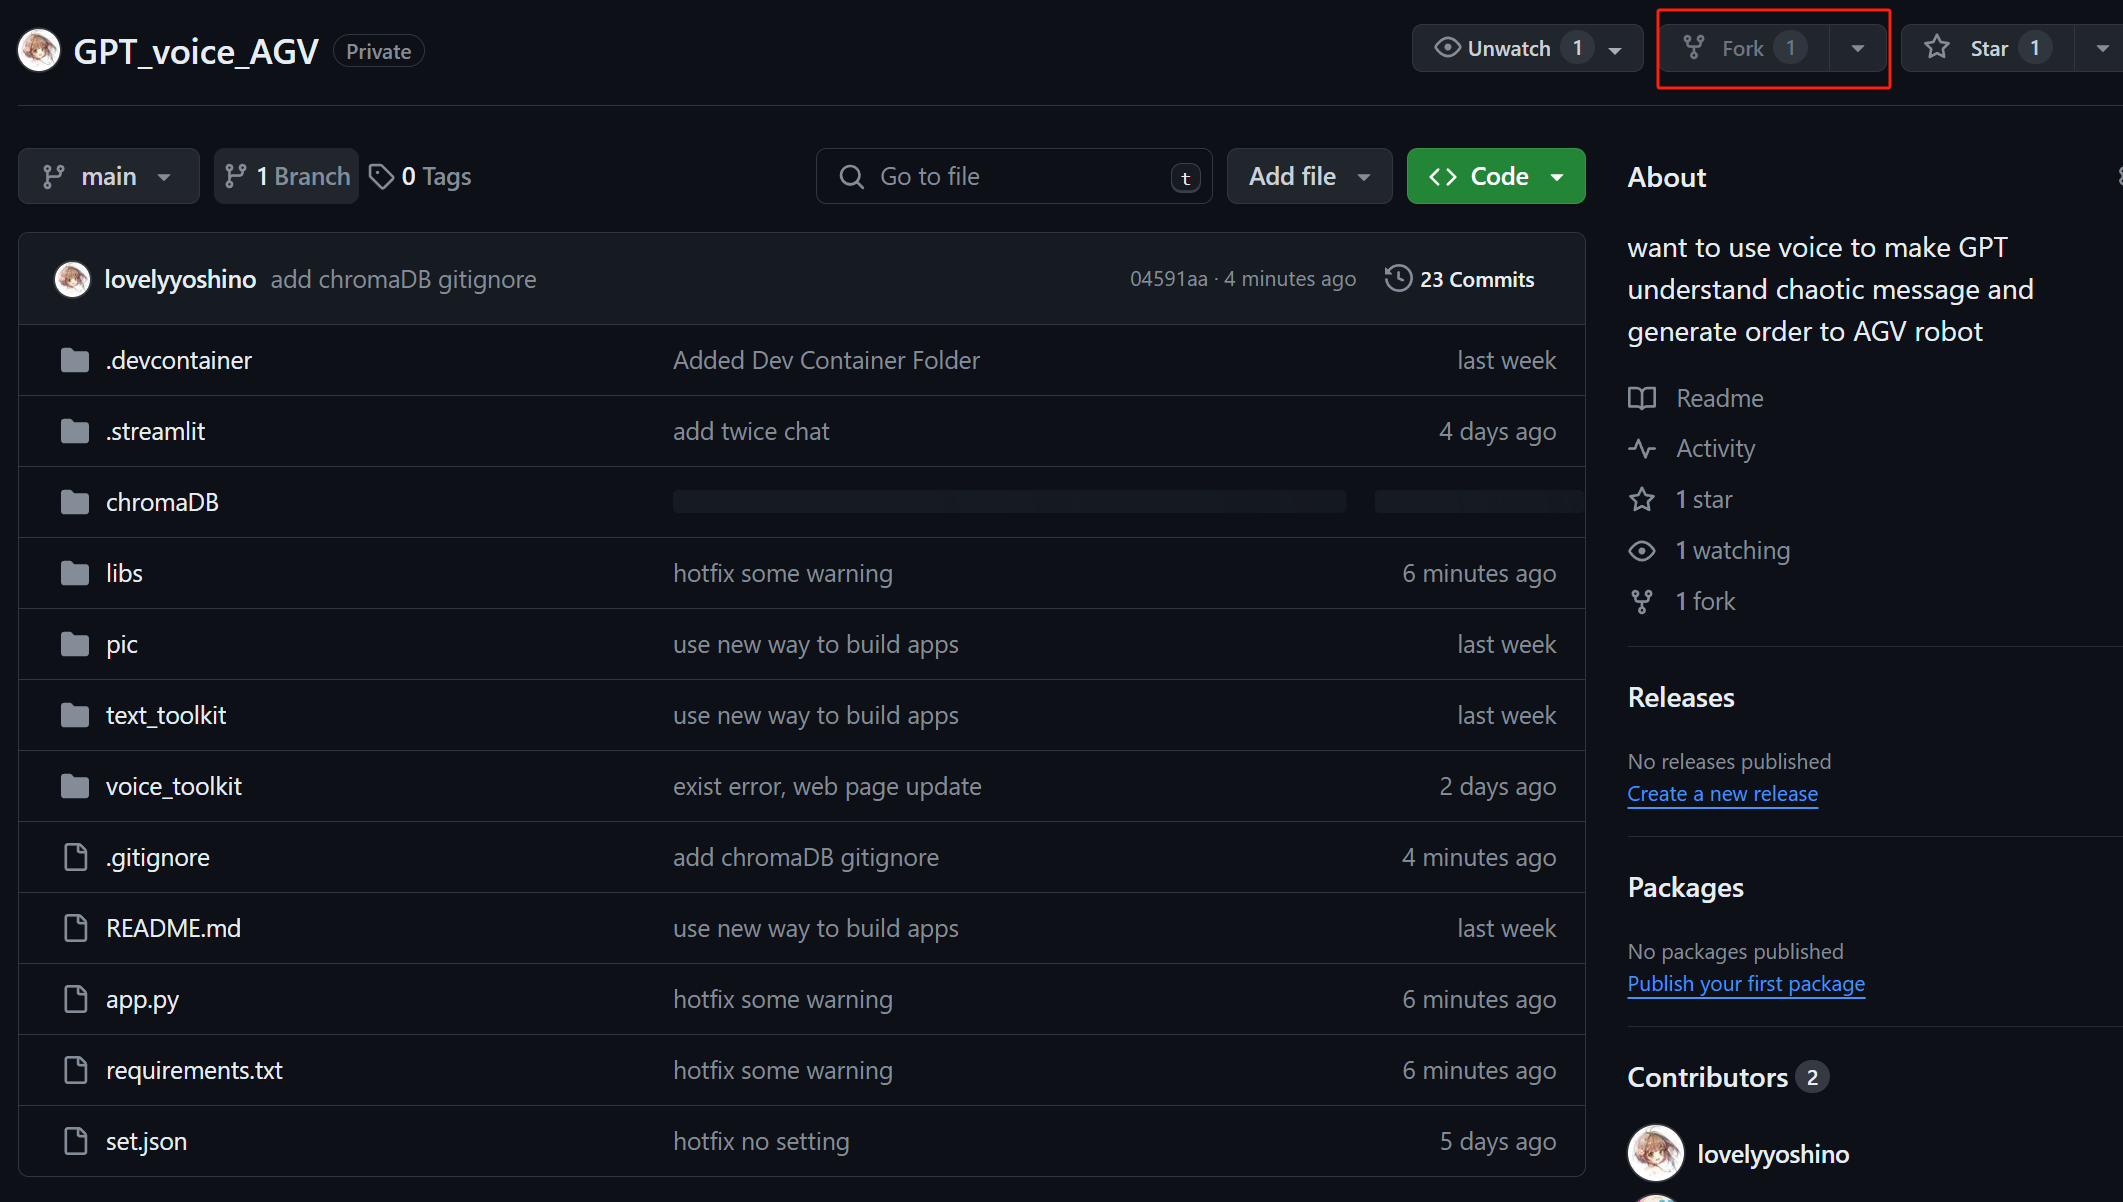 GPT_voice_AGV Private
Unwatch 1
Fork 1
Star 1
main
1 Branch
0 Tags
Go to file t
Add file
Code
lovelyyoshino add chromaDB gitignore 04591aa · 4 minutes ago 23 Commits
.devcontainer Added Dev Container Folder last week
.streamlit add twice chat 4 days ago
chromaDB
libs hotfix some warning 6 minutes ago
pic use new way to build apps last week
text_toolkit use new way to build apps last week
voice_toolkit exist error, web page update 2 days ago
.gitignore add chromaDB gitignore 4 minutes ago
README.md use new way to build apps last week
app.py hotfix some warning 6 minutes ago
requirements.txt hotfix some warning 6 minutes ago
set.json hotfix no setting 5 days ago
About
want to use voice to make GPT
understand chaotic message and
generate order to AGV robot
Readme
Activity
1 star
1 watching
1 fork
Releases
No releases published
Create a new release
Packages
No packages published
Publish your first package
Contributors 2
lovelyyoshino